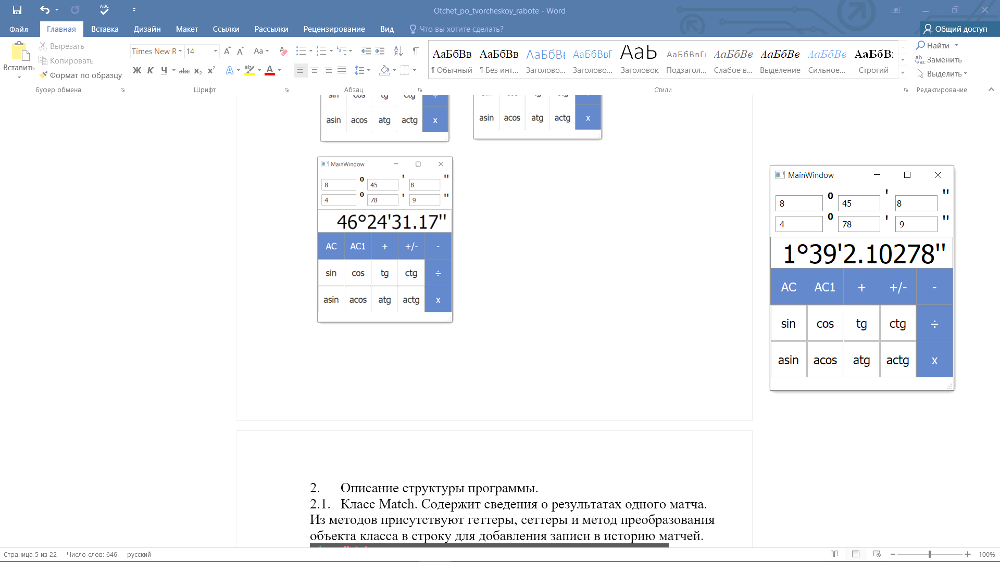 ABC
Otchet_po_tvorcheskoy_rabote - Word
Файл Главная Вставка Дизайн Макет Ссылки Рассылки Рецензирование Вид Что вы хотите сделать? Общий доступ
Вставить
Вырезать
Копировать
Формат по образцу
Буфер обмена
Times New R 14
Aa
Ж К Ч abc x₂ x²
Шрифт
Абзац
АаБбВв АаБбВв АаБбВв АаБбВвГ АаЬ АаБбВвГг АаБбВв АаБбВв АаБбВв АаБбВв
¶ Обычный ¶ Без инт... Заголово... Заголово... Заголовок Подзагол... Слабое в... Выделение Сильное... Строгий
Стили
Найти
Заменить
Выделить
Редактирование
sin cos tg ctg ÷
asin acos atg actg x
asin acos atg actg x
MainWindow
8 o 45 ' 8 "
4 o 78 ' 9 "
46°24'31.17"
AC AC1 + +/- -
sin cos tg ctg ÷
asin acos atg actg x
MainWindow
8 o 45 ' 8 "
4 o 78 ' 9 "
1°39'2.10278"
AC AC1 + +/- -
sin cos tg ctg ÷
asin acos atg actg x
2. Описание структуры программы.
2.1. Класс Match. Содержит сведения о результатах одного матча.
Из методов присутствуют геттеры, сеттеры и метод преобразования
объекта класса в строку для добавления записи в историю матчей.
Страница 5 из 22 Число слов: 646 русский 100%